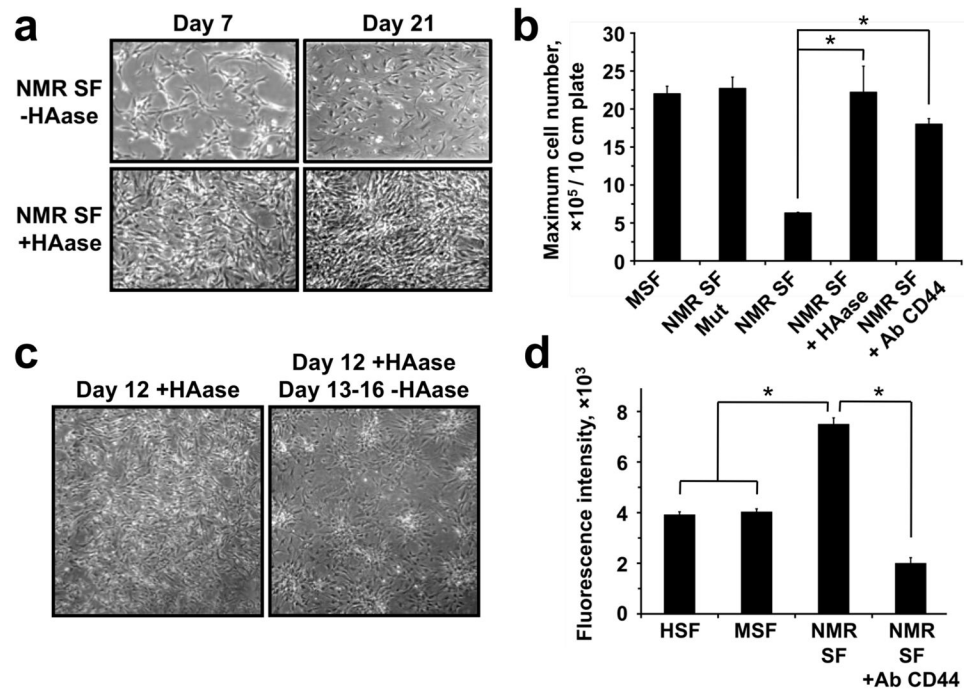 a
Day 7
Day 21
NMR SF
-HAase
NMR SF
+HAase
b
Maximum cell number,
×10⁵ / 10 cm plate
30
25
20
15
10
5
0
*
*
MSF
NMR SF
Mut
NMR SF
NMR SF
+ HAase
NMR SF
+ Ab CD44
c
Day 12 +HAase
Day 12 +HAase
Day 13-16 -HAase
d
Fluorescence intensity, ×10³
8
6
4
2
0
*
*
HSF
MSF
NMR
SF
NMR
SF
+Ab CD44